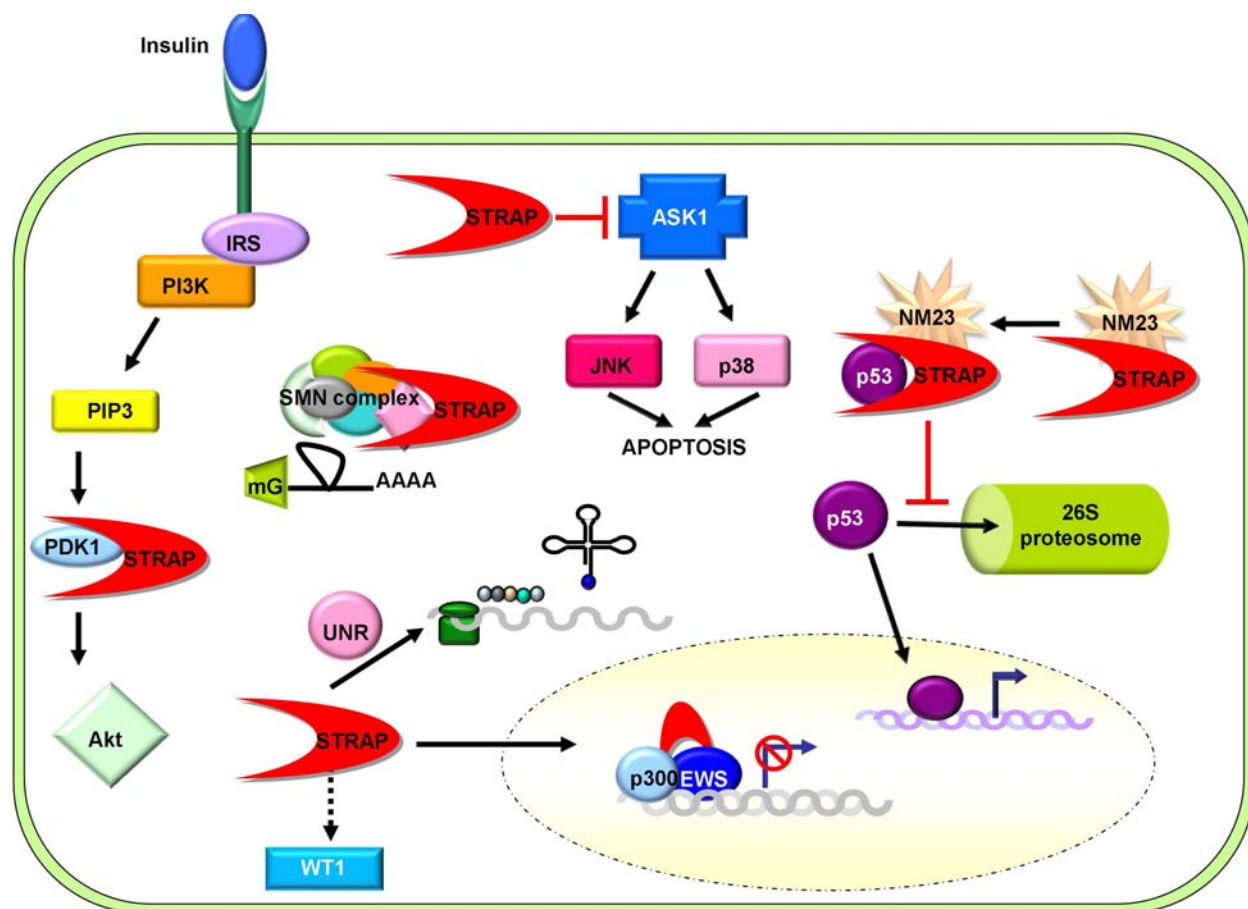 Insulin
IRS
PI3K
PIP3
PDK1
STRAP
Akt
STRAP
ASK1
JNK
p38
APOPTOSIS
SMN complex
STRAP
mG
AAAA
NM23
p53
STRAP
NM23
STRAP
p53
26S
proteosome
UNR
STRAP
WT1
p300
EWS